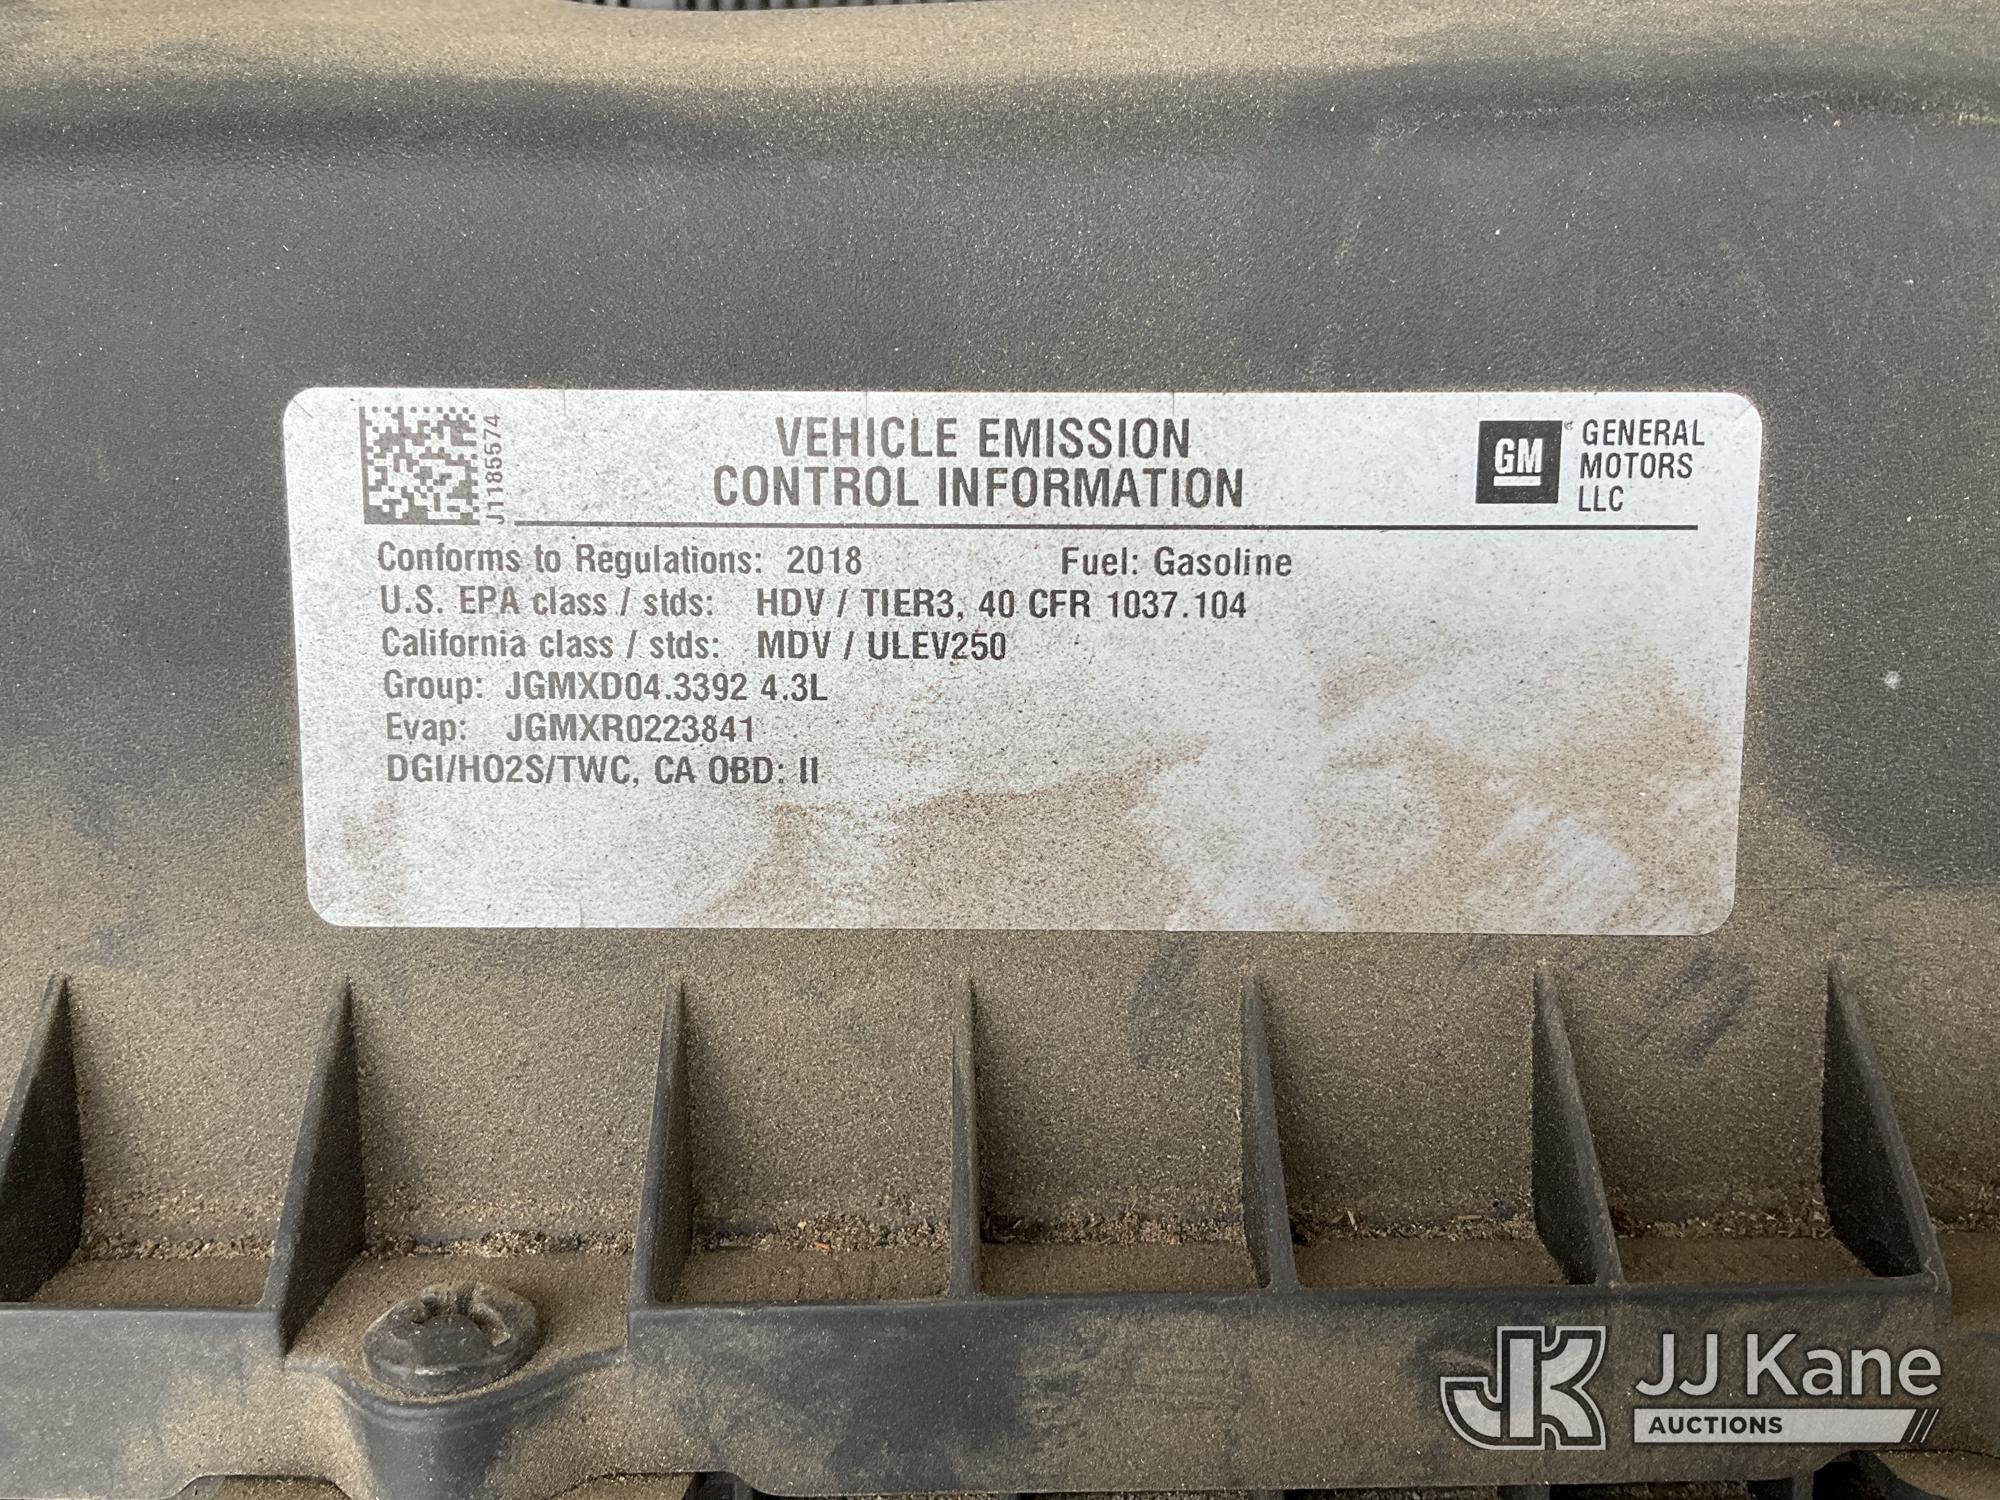 J1185574
VEHICLE EMISSION
CONTROL INFORMATION
GM
GENERAL
MOTORS
LLC
Conforms to Regulations: 2018 Fuel: Gasoline
U.S. EPA class / stds: HDV / TIER3, 40 CFR 1037.104
California class / stds: MDV / ULEV250
Group: JGMXD04.3392 4.3L
Evap: JGMXR0223841
DGI/HO2S/TWC, CA OBD: II
JK JJ Kane
AUCTIONS